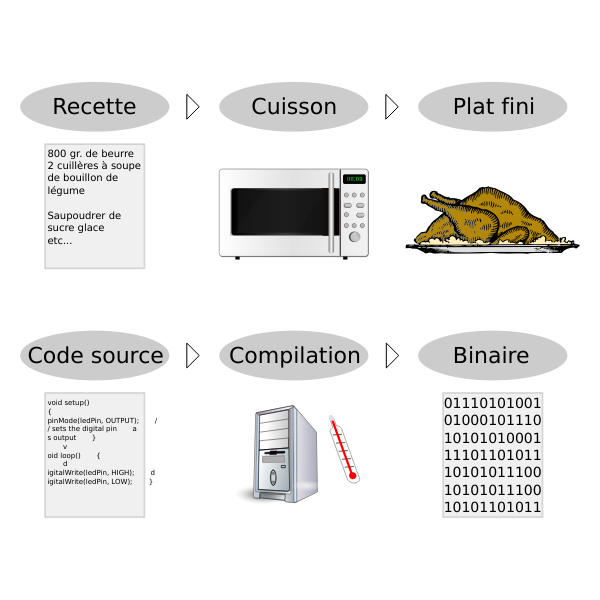 Recette
Cuisson
Plat fini
800 gr. de beurre
2 cuillères à soupe
de bouillon de
légume
Saupoudrer de
sucre glace
etc...
00:00
Code source
Compilation
Binaire
void setup()
{
pinMode(ledPin, OUTPUT); /
/ sets the digital pin a
s output }
v
oid loop() {
d
igitalWrite(ledPin, HIGH); d
igitalWrite(ledPin, LOW); }
01110101001
01000101110
10101010001
11101101011
10101011100
10101011100
10101101011